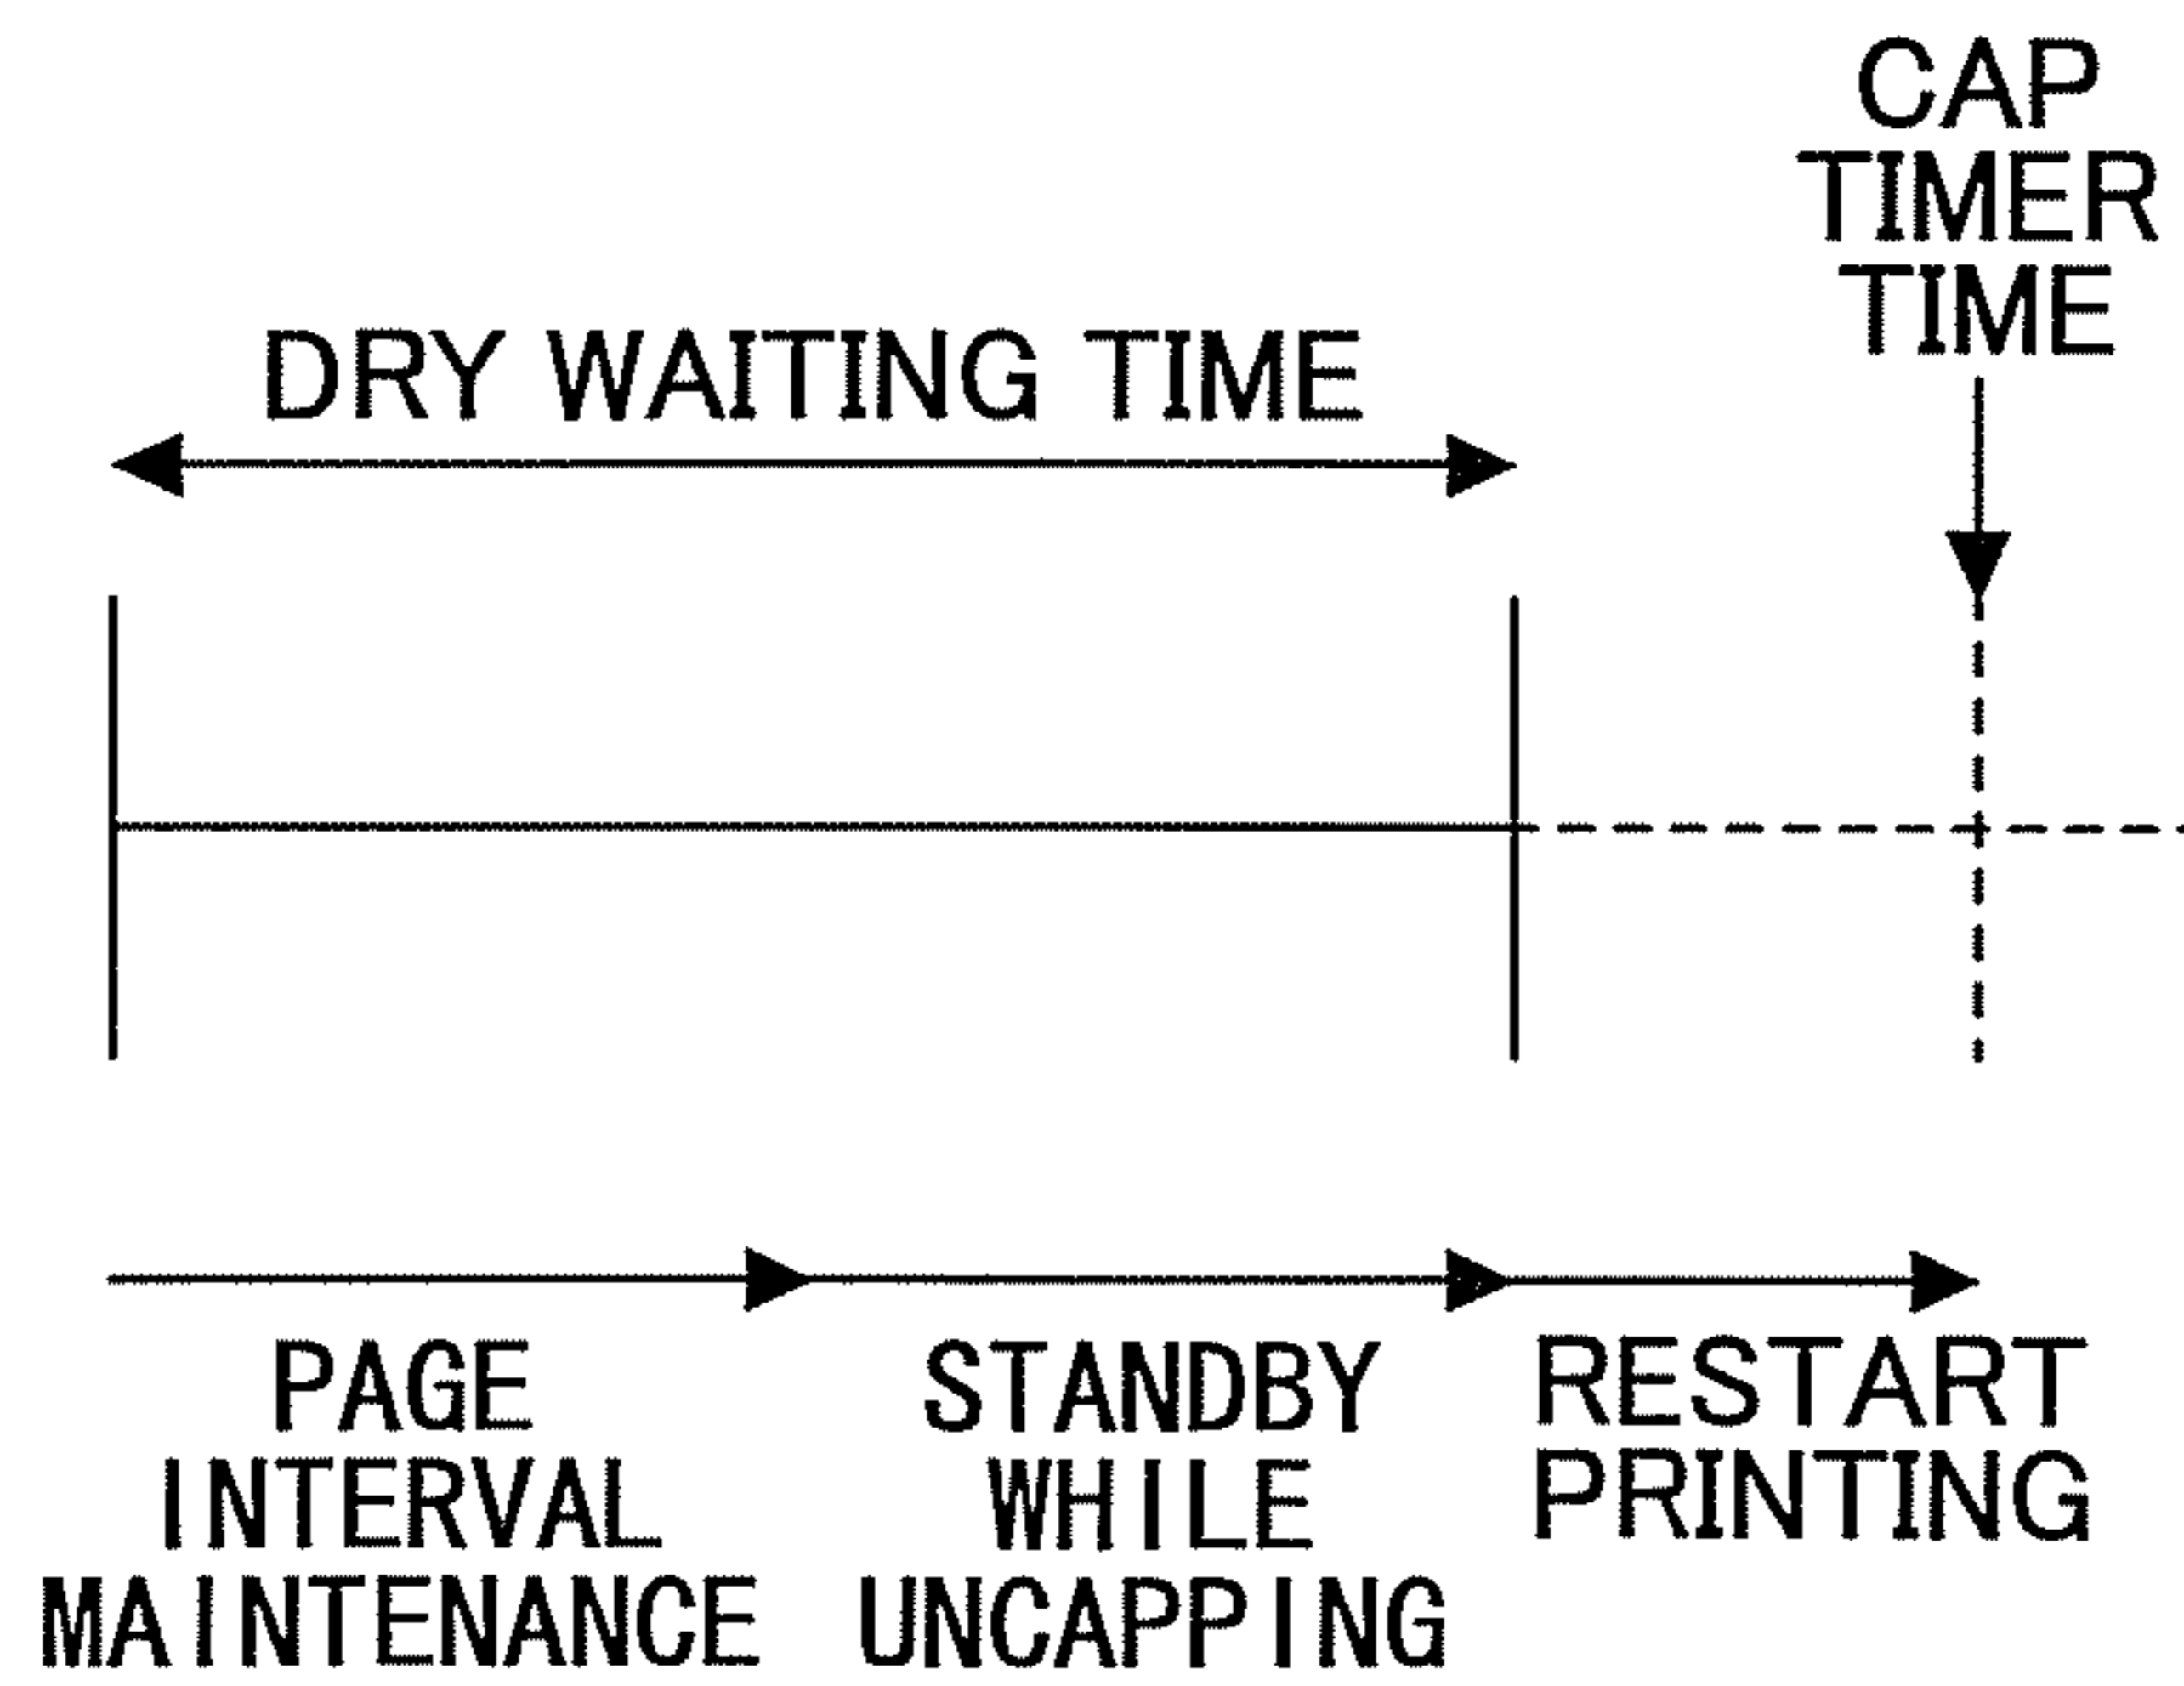 CAP
TIMER
TIME
DRY WAITING TIME
PAGE
INTERVAL
MAINTENANCE
STANDBY
WHILE
UNCAPPING
RESTART
PRINTING